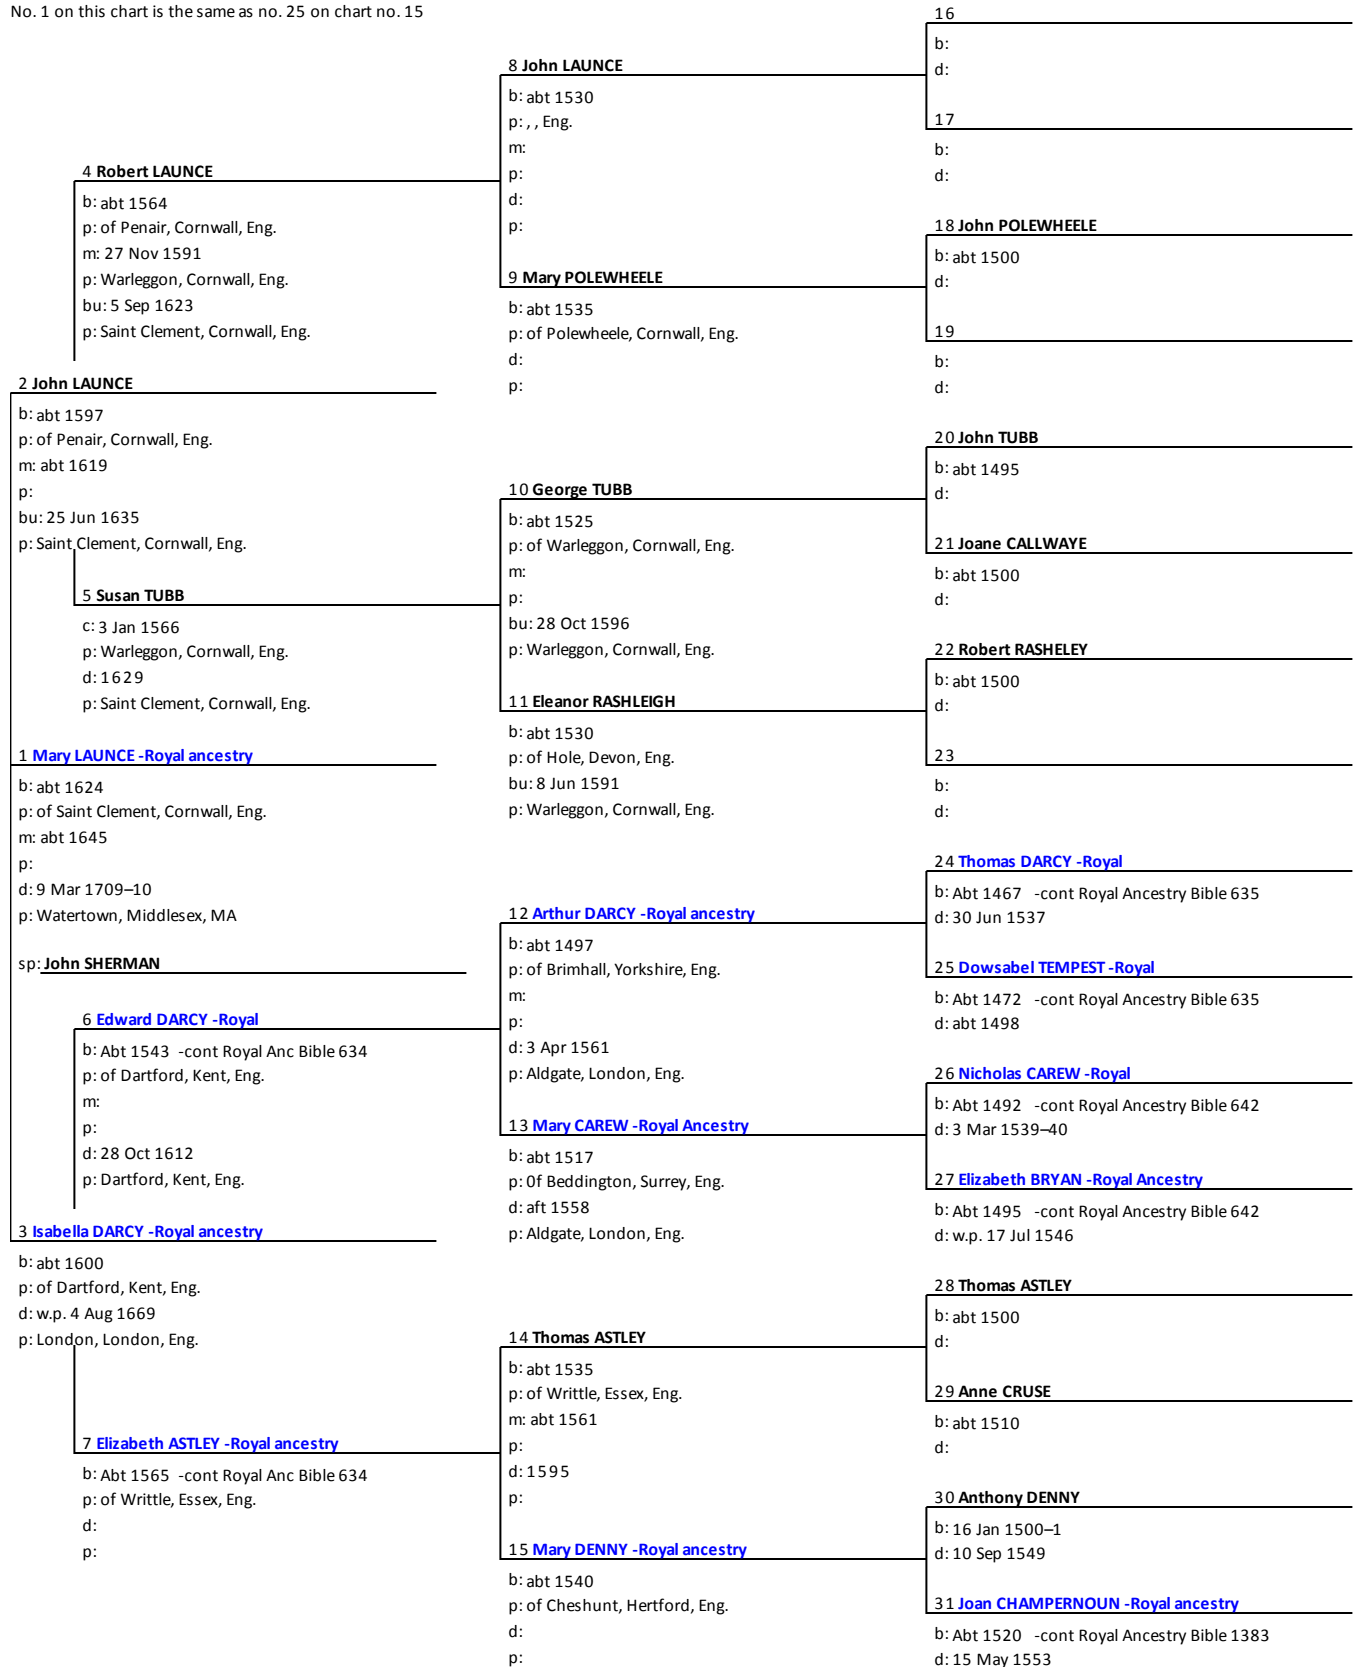 No. 1 on this chart is the same as no. 25 on chart no. 15
16
b:
d:
8 John LAUNCE
b: abt 1530
p: , , Eng.
m:
p:
d:
p:
17
b:
d:
4 Robert LAUNCE
b: abt 1564
p: of Penair, Cornwall, Eng.
m: 27 Nov 1591
p: Warleggon, Cornwall, Eng.
bu: 5 Sep 1623
p: Saint Clement, Cornwall, Eng.
18 John POLEWHEELE
b: abt 1500
d:
9 Mary POLEWHEELE
b: abt 1535
p: of Polewheele, Cornwall, Eng.
d:
p:
19
b:
d:
2 John LAUNCE
b: abt 1597
p: of Penair, Cornwall, Eng.
m: abt 1619
p:
bu: 25 Jun 1635
p: Saint Clement, Cornwall, Eng.
20 John TUBB
b: abt 1495
d:
10 George TUBB
b: abt 1525
p: of Warleggon, Cornwall, Eng.
m:
p:
bu: 28 Oct 1596
p: Warleggon, Cornwall, Eng.
21 Joane CALLWAYE
b: abt 1500
d:
5 Susan TUBB
c: 3 Jan 1566
p: Warleggon, Cornwall, Eng.
d: 1629
p: Saint Clement, Cornwall, Eng.
22 Robert RASHELEY
b: abt 1500
d:
11 Eleanor RASHLEIGH
b: abt 1530
p: of Hole, Devon, Eng.
bu: 8 Jun 1591
p: Warleggon, Cornwall, Eng.
23
b:
d:
1 Mary LAUNCE -Royal ancestry
b: abt 1624
p: of Saint Clement, Cornwall, Eng.
m: abt 1645
p:
d: 9 Mar 1709–10
p: Watertown, Middlesex, MA
sp: John SHERMAN
24 Thomas DARCY -Royal
b: Abt 1467 -cont Royal Ancestry Bible 635
d: 30 Jun 1537
12 Arthur DARCY -Royal ancestry
b: abt 1497
p: of Brimhall, Yorkshire, Eng.
m:
p:
d: 3 Apr 1561
p: Aldgate, London, Eng.
25 Dowsabel TEMPEST -Royal
b: Abt 1472 -cont Royal Ancestry Bible 635
d: abt 1498
6 Edward DARCY -Royal
b: Abt 1543 -cont Royal Anc Bible 634
p: of Dartford, Kent, Eng.
m:
p:
d: 28 Oct 1612
p: Dartford, Kent, Eng.
26 Nicholas CAREW -Royal
b: Abt 1492 -cont Royal Ancestry Bible 642
d: 3 Mar 1539–40
13 Mary CAREW -Royal Ancestry
b: abt 1517
p: 0f Beddington, Surrey, Eng.
d: aft 1558
p: Aldgate, London, Eng.
27 Elizabeth BRYAN -Royal Ancestry
b: Abt 1495 -cont Royal Ancestry Bible 642
d: w.p. 17 Jul 1546
3 Isabella DARCY -Royal ancestry
b: abt 1600
p: of Dartford, Kent, Eng.
d: w.p. 4 Aug 1669
p: London, London, Eng.
28 Thomas ASTLEY
b: abt 1500
d:
14 Thomas ASTLEY
b: abt 1535
p: of Writtle, Essex, Eng.
m: abt 1561
p:
d: 1595
p:
29 Anne CRUSE
b: abt 1510
d:
7 Elizabeth ASTLEY -Royal ancestry
b: Abt 1565 -cont Royal Anc Bible 634
p: of Writtle, Essex, Eng.
d:
p:
30 Anthony DENNY
b: 16 Jan 1500–1
d: 10 Sep 1549
15 Mary DENNY -Royal ancestry
b: abt 1540
p: of Cheshunt, Hertford, Eng.
d:
p:
31 Joan CHAMPERNOUN -Royal ancestry
b: Abt 1520 -cont Royal Ancestry Bible 1383
d: 15 May 1553